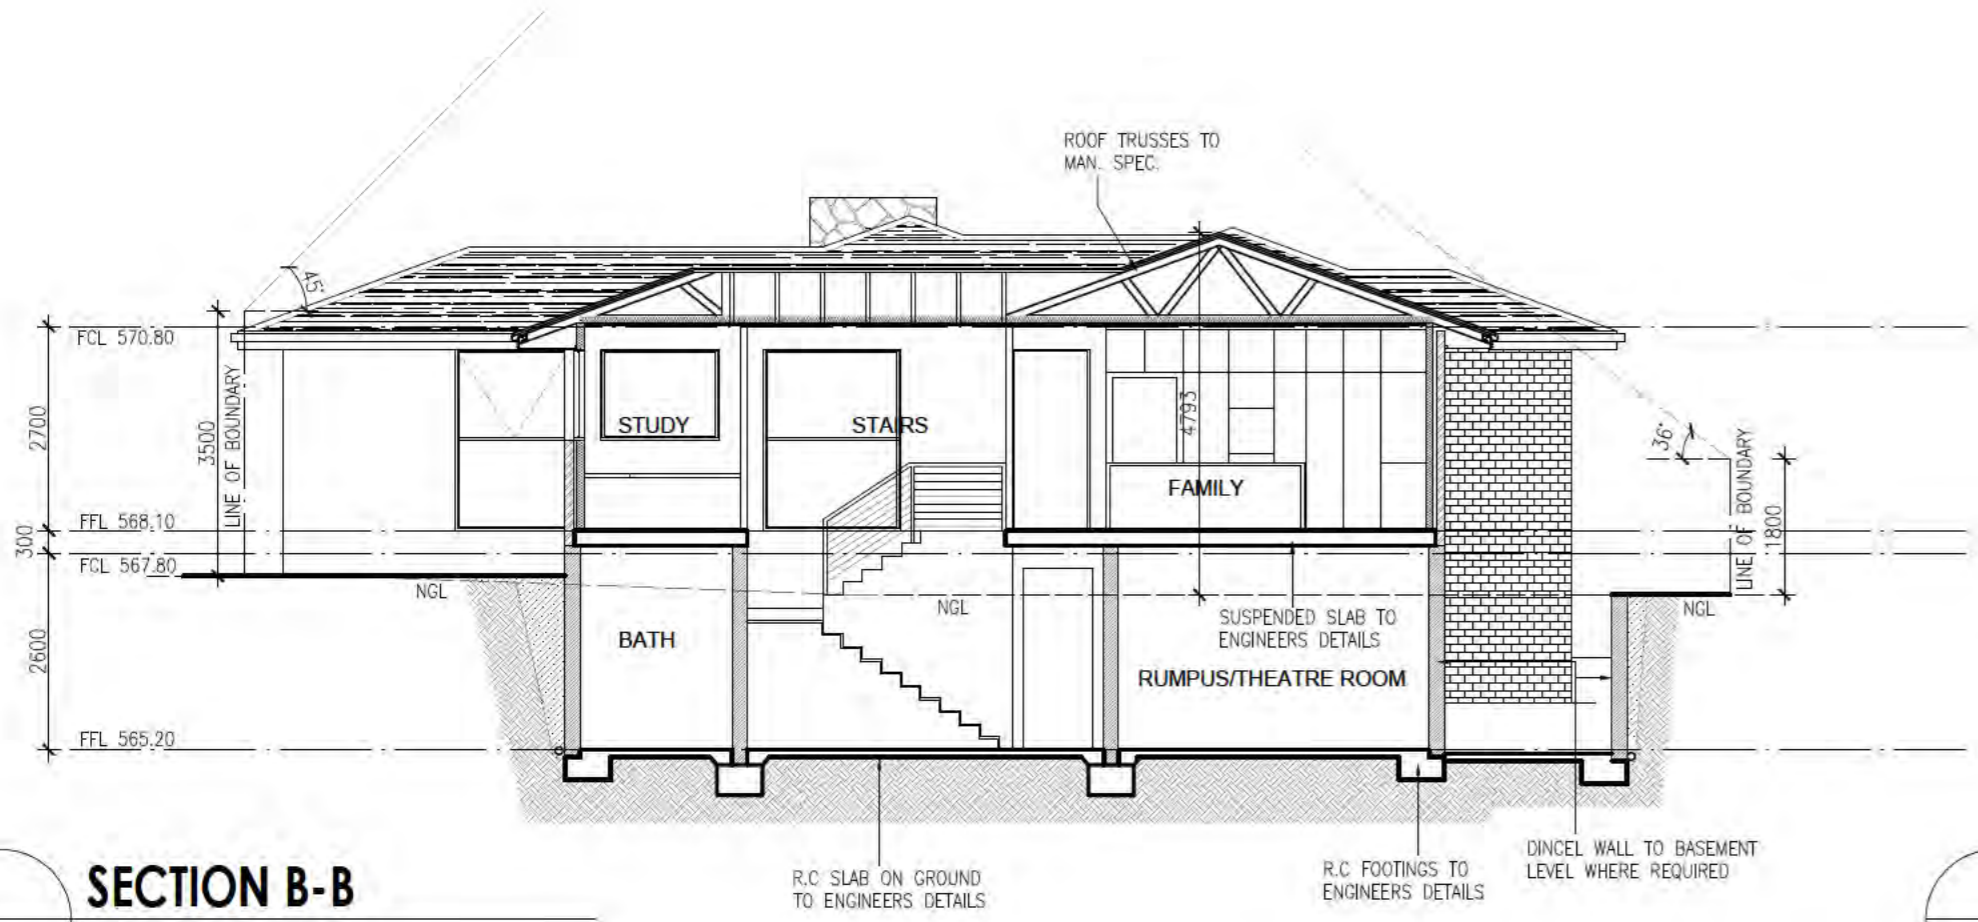 ROOF TRUSSES TO
MAN. SPEC.
45°
FCL 570.80
2700
3500
LINE OF BOUNDARY
STUDY
STAIRS
4793
FAMILY
36°
LINE OF BOUNDARY
1800
FFL 568.10
300
FCL 567.80
NGL
NGL
NGL
SUSPENDED SLAB TO
ENGINEERS DETAILS
2600
BATH
RUMPUS/THEATRE ROOM
FFL 565.20
SECTION B-B
R.C SLAB ON GROUND
TO ENGINEERS DETAILS
R.C FOOTINGS TO
ENGINEERS DETAILS
DINCEL WALL TO BASEMENT
LEVEL WHERE REQUIRED